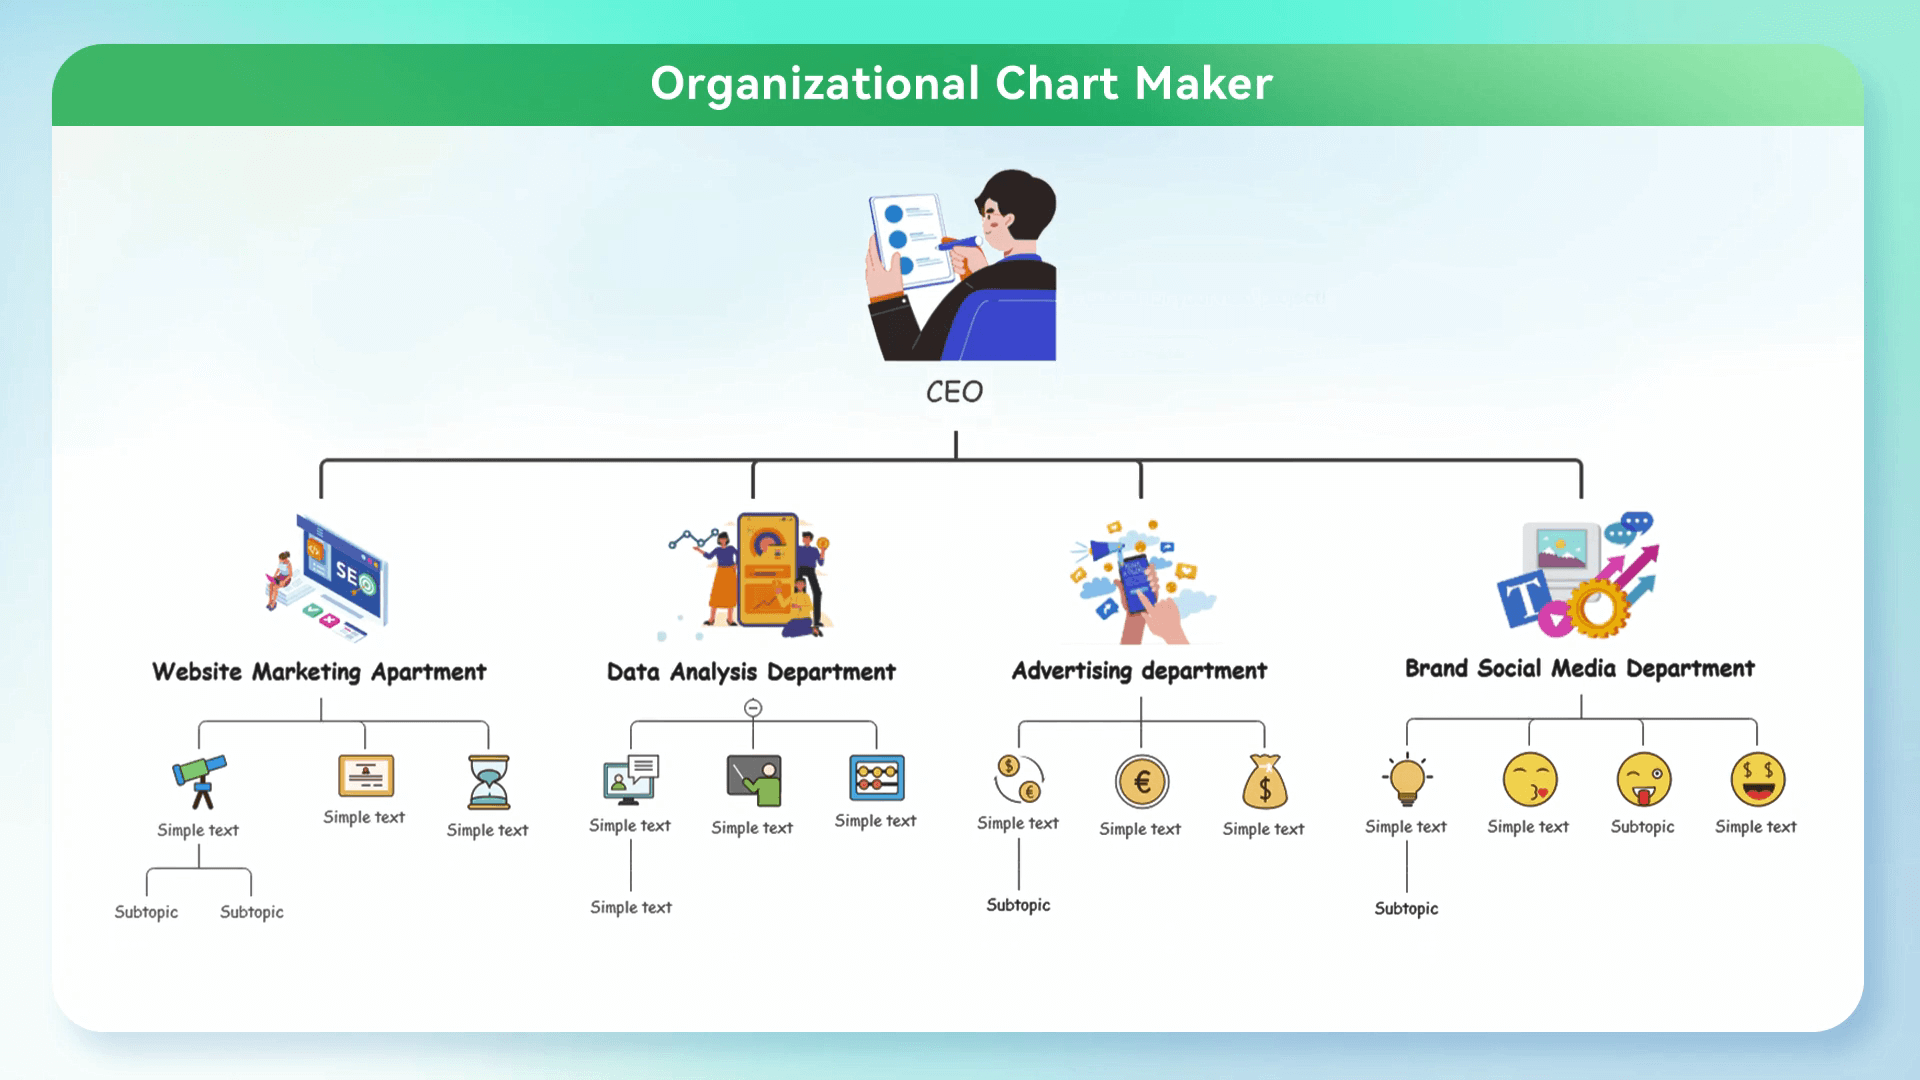 Organizational Chart Maker
CEO
SEO
T
Website Marketing Apartment
Data Analysis Department
Advertising department
Brand Social Media Department
Simple text
Simple text
Simple text
Simple text
Simple text
Simple text
Simple text
Simple text
Simple text
Simple text
Simple text
Subtopic
Simple text
Subtopic
Subtopic
Simple text
Subtopic
Subtopic